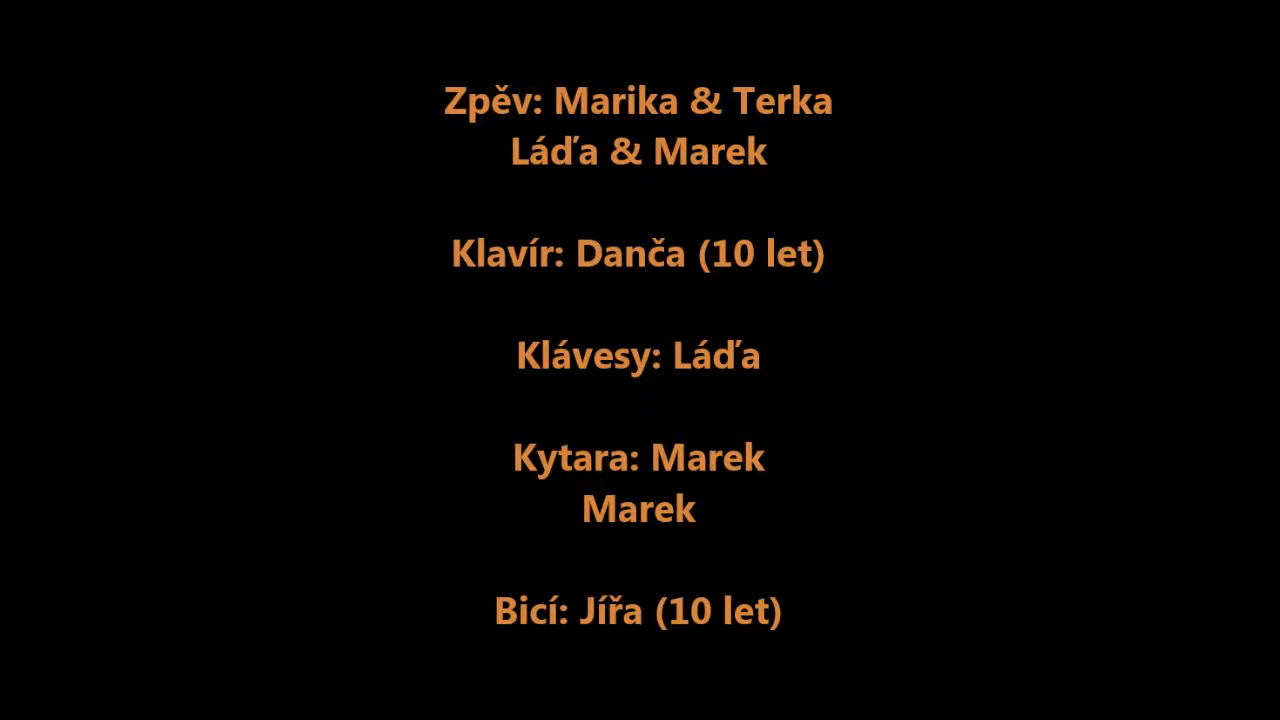 Zpěv: Marika & Terka
Láďa & Marek
Klavír: Danča (10 let)
Klávesy: Láďa
Kytara: Marek
Marek
Bicí: Jířa (10 let)